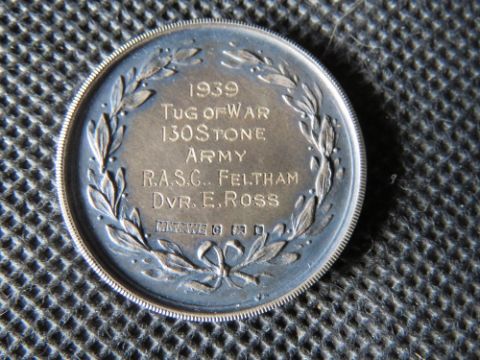 1939
TUG OF WAR
130 STONE
ARMY
R.A.S.C.. FELTHAM
DVR. E. ROSS